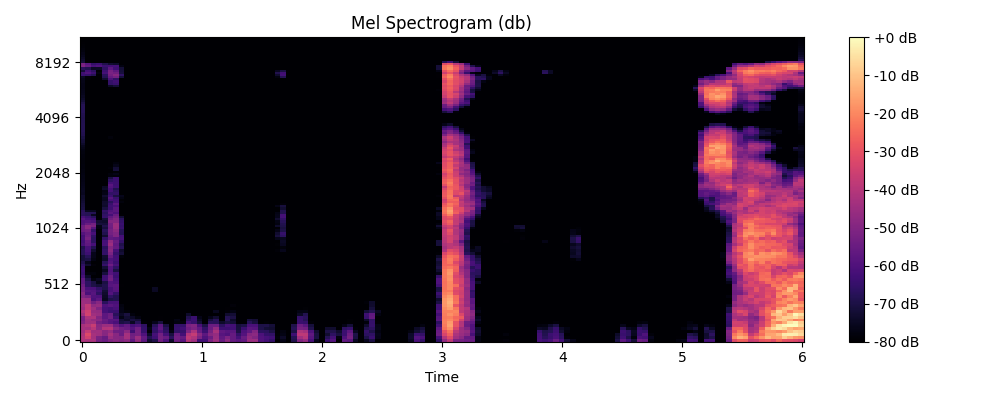 Mel Spectrogram (db)
Hz
8192
4096
2048
1024
512
0
0 1 2 3 4 5 6
Time
+0 dB
-10 dB
-20 dB
-30 dB
-40 dB
-50 dB
-60 dB
-70 dB
-80 dB